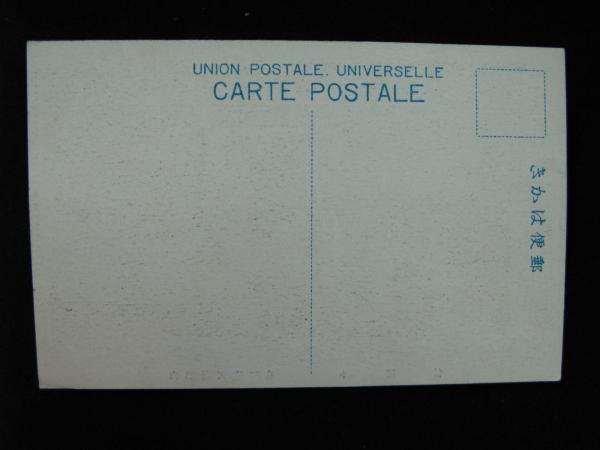 UNION POSTALE. UNIVERSELLE
CARTE POSTALE
郵便はかき